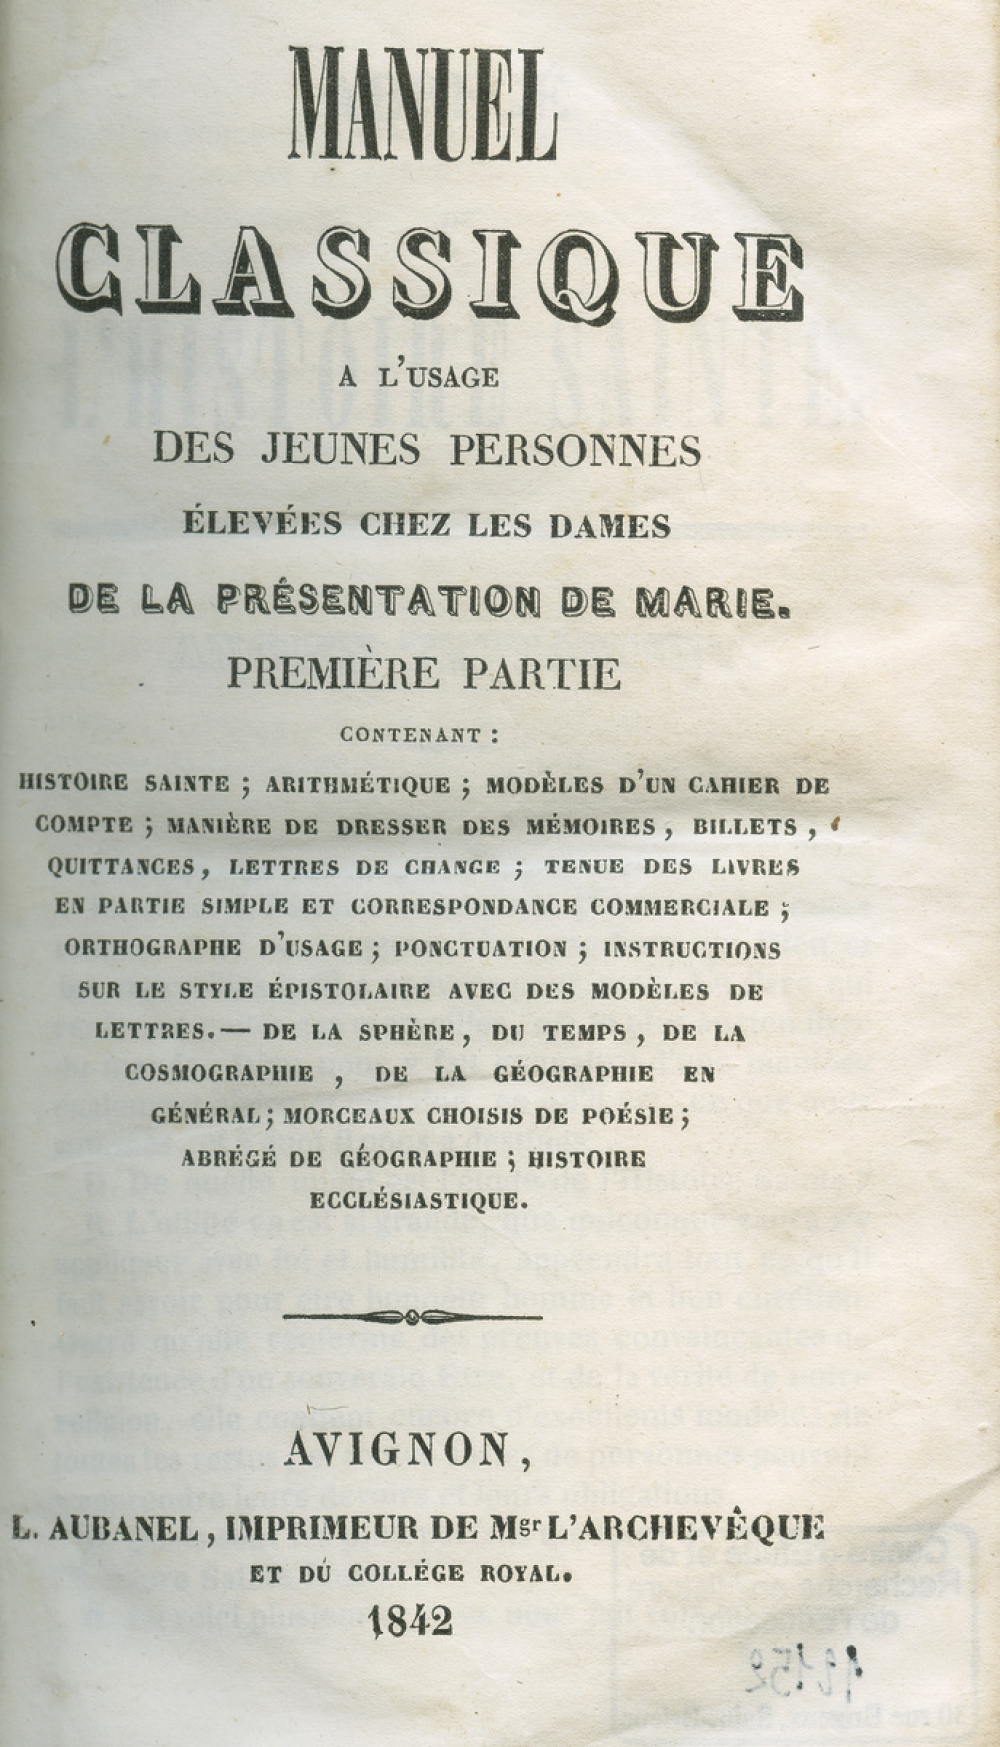 MANUEL
CLASSIQUE
A L'USAGE
DES JEUNES PERSONNES
ÉLEVÉES CHEZ LES DAMES
DE LA PRÉSENTATION DE MARIE.
PREMIÈRE PARTIE
CONTENANT :
HISTOIRE SAINTE ; ARITHMÉTIQUE ; MODÈLES D'UN CAHIER DE
COMPTE ; MANIÈRE DE DRESSER DES MÉMOIRES, BILLETS,
QUITTANCES, LETTRES DE CHANGE ; TENUE DES LIVRES
EN PARTIE SIMPLE ET CORRESPONDANCE COMMERCIALE ;
ORTHOGRAPHE D'USAGE ; PONCTUATION ; INSTRUCTIONS
SUR LE STYLE ÉPISTOLAIRE AVEC DES MODÈLES DE
LETTRES.— DE LA SPHÈRE, DU TEMPS, DE LA
COSMOGRAPHIE, DE LA GÉOGRAPHIE EN
GÉNÉRAL ; MORCEAUX CHOISIS DE POÉSIE ;
ABRÉGÉ DE GÉOGRAPHIE ; HISTOIRE
ECCLÉSIASTIQUE.
AVIGNON,
L. AUBANEL, IMPRIMEUR DE Mgr L'ARCHEVÊQUE
ET DU COLLÉGE ROYAL.
1842